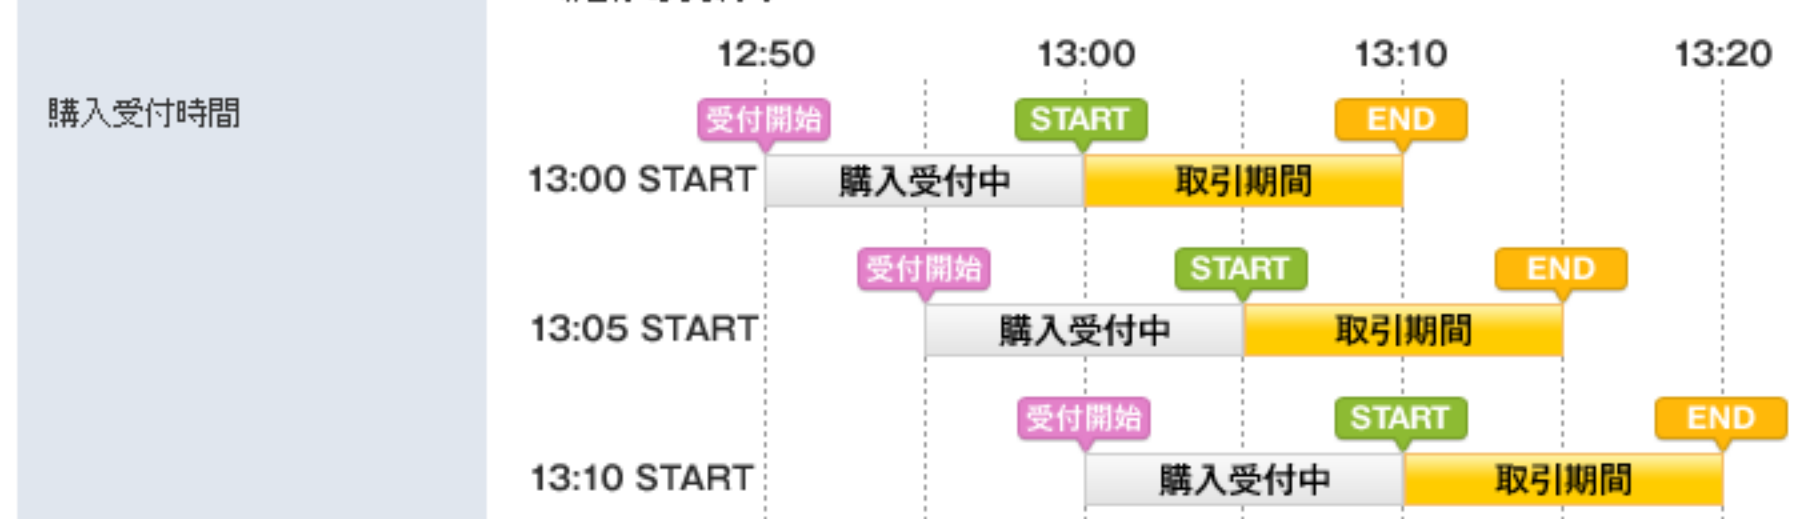 12:50 13:00 13:10 13:20
購入受付時間
受付開始 START END
13:00 START 購入受付中 取引期間
受付開始 START END
13:05 START 購入受付中 取引期間
受付開始 START END
13:10 START 購入受付中 取引期間